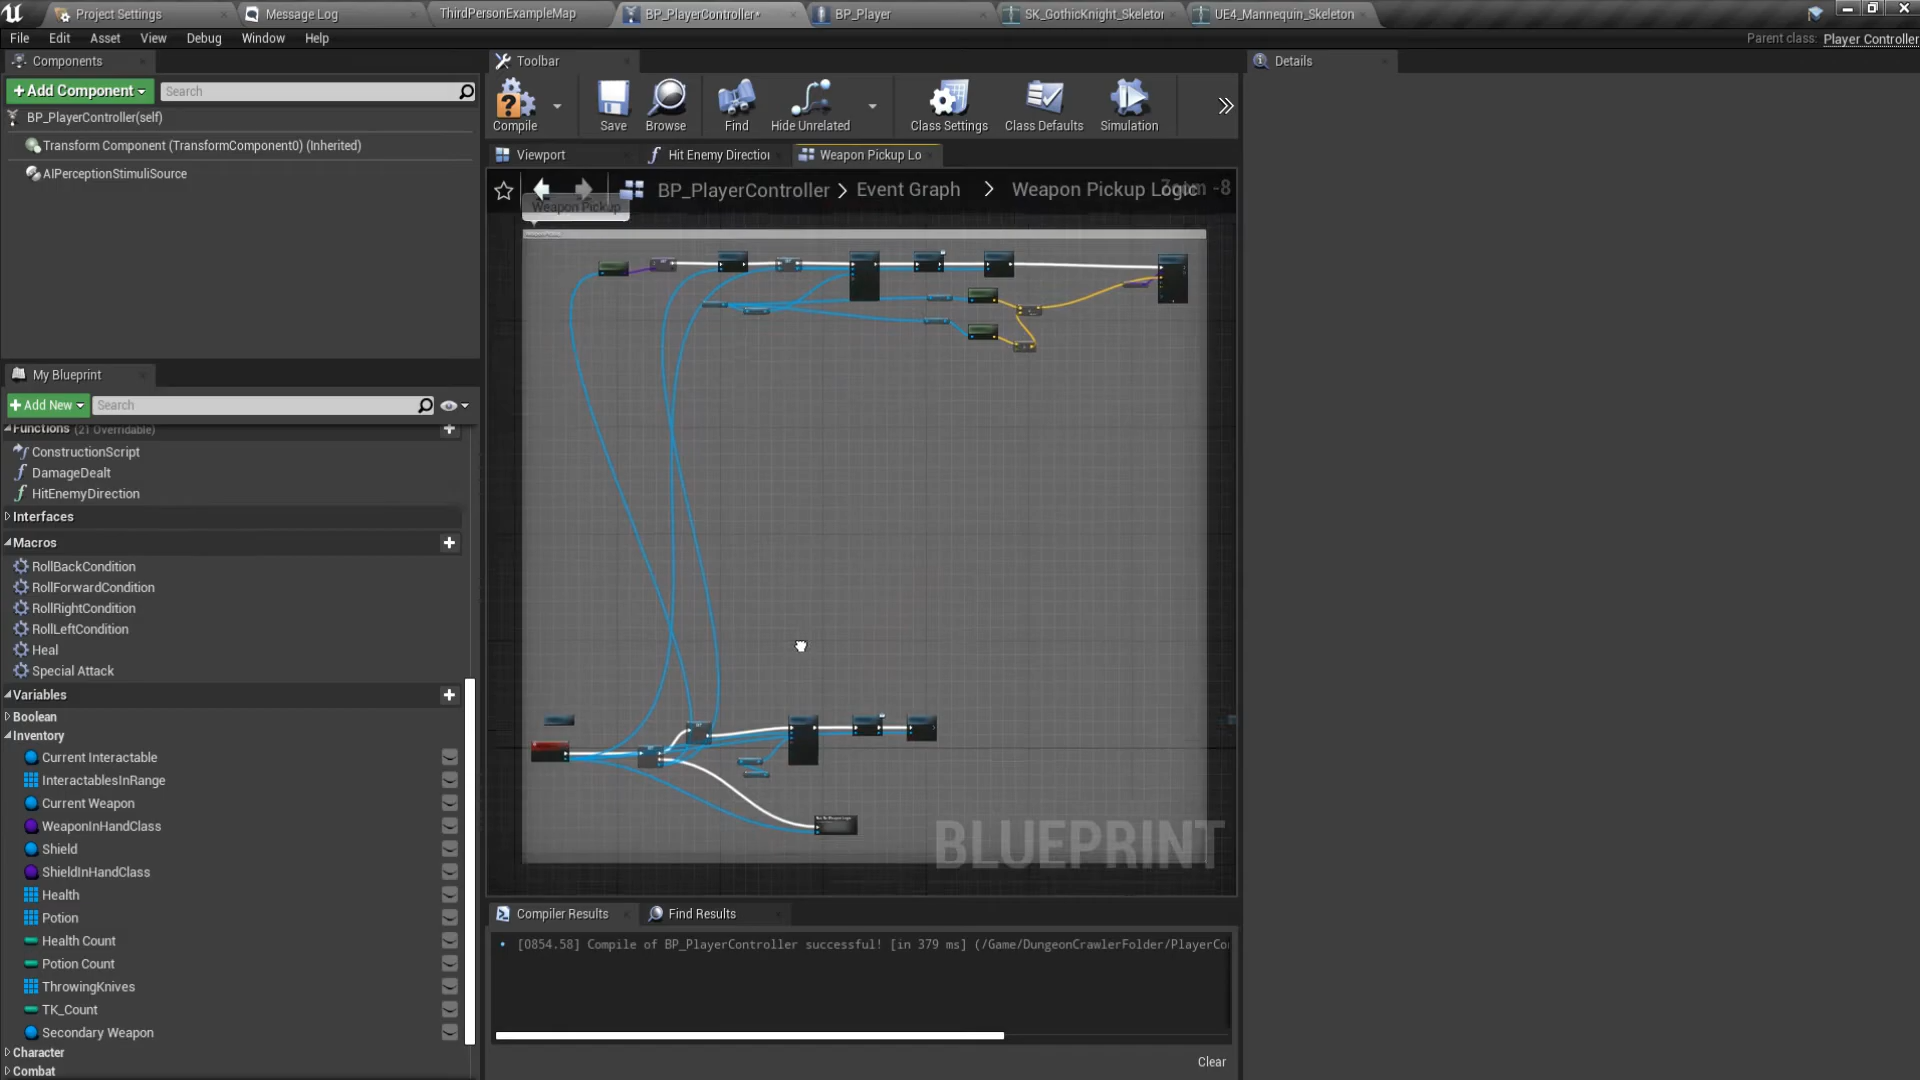 Project Settings
Message Log
ThirdPersonExampleMap
BP_PlayerController*
BP_Player
SK_GothicKnight_Skeletor
UE4_Mannequin_Skeleton
File Edit Asset View Debug Window Help
Parent class: Player Controller
Components
Toolbar
Details
+Add Component
Search
BP_PlayerController(self)
Transform Component (TransformComponent0) (Inherited)
AIPerceptionStimuliSource
Compile
Save
Browse
Find
Hide Unrelated
Class Settings
Class Defaults
Simulation
Viewport
Hit Enemy Directior
Weapon Pickup Lo
BP_PlayerController > Event Graph > Weapon Pickup Logic
Zoom -8
Weapon Pickup
My Blueprint
+Add New
Search
Functions (21 Overridable)
ConstructionScript
DamageDealt
HitEnemyDirection
Interfaces
Macros
RollBackCondition
RollForwardCondition
RollRightCondition
RollLeftCondition
Heal
Special Attack
Variables
Boolean
Inventory
Current Interactable
InteractablesInRange
Current Weapon
WeaponInHandClass
Shield
ShieldInHandClass
Health
Potion
Health Count
Potion Count
ThrowingKnives
TK_Count
Secondary Weapon
Character
Combat
BLUEPRINT
Compiler Results
Find Results
[0854.58] Compile of BP_PlayerController successful! [in 379 ms] (/Game/DungeonCrawlerFolder/PlayerCor
Clear